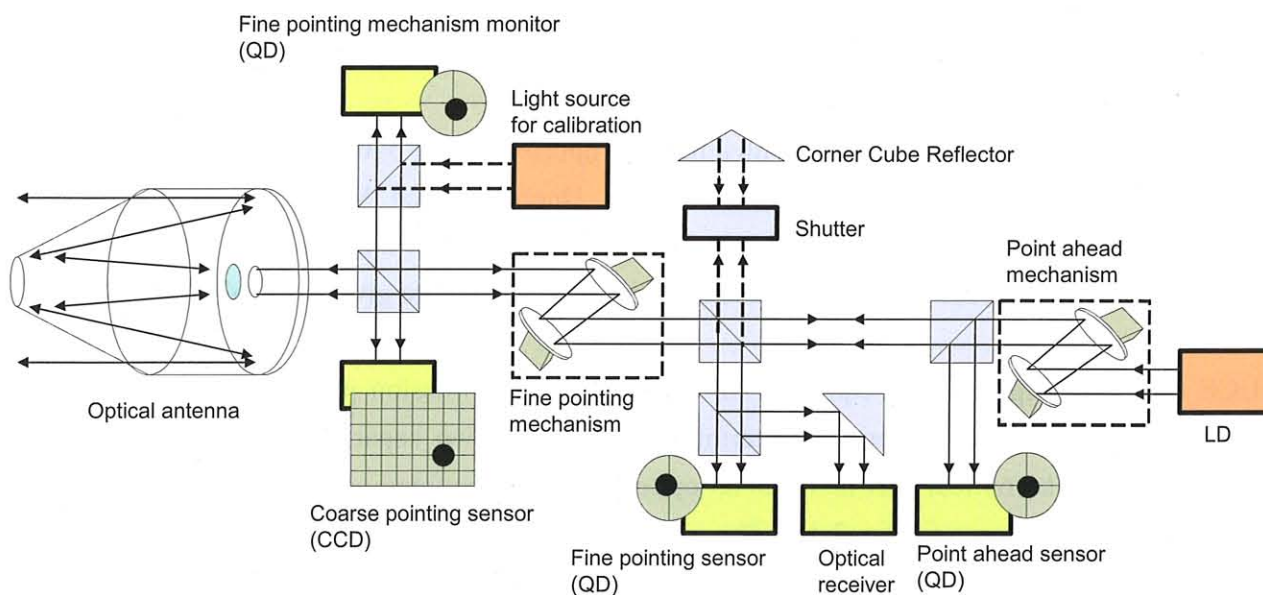 Fine pointing mechanism monitor
(QD)
Light source
for calibration
Corner Cube Reflector
Shutter
Point ahead
mechanism
Optical antenna
Fine pointing
mechanism
LD
Coarse pointing sensor
(CCD)
Fine pointing sensor
(QD)
Optical
receiver
Point ahead sensor
(QD)